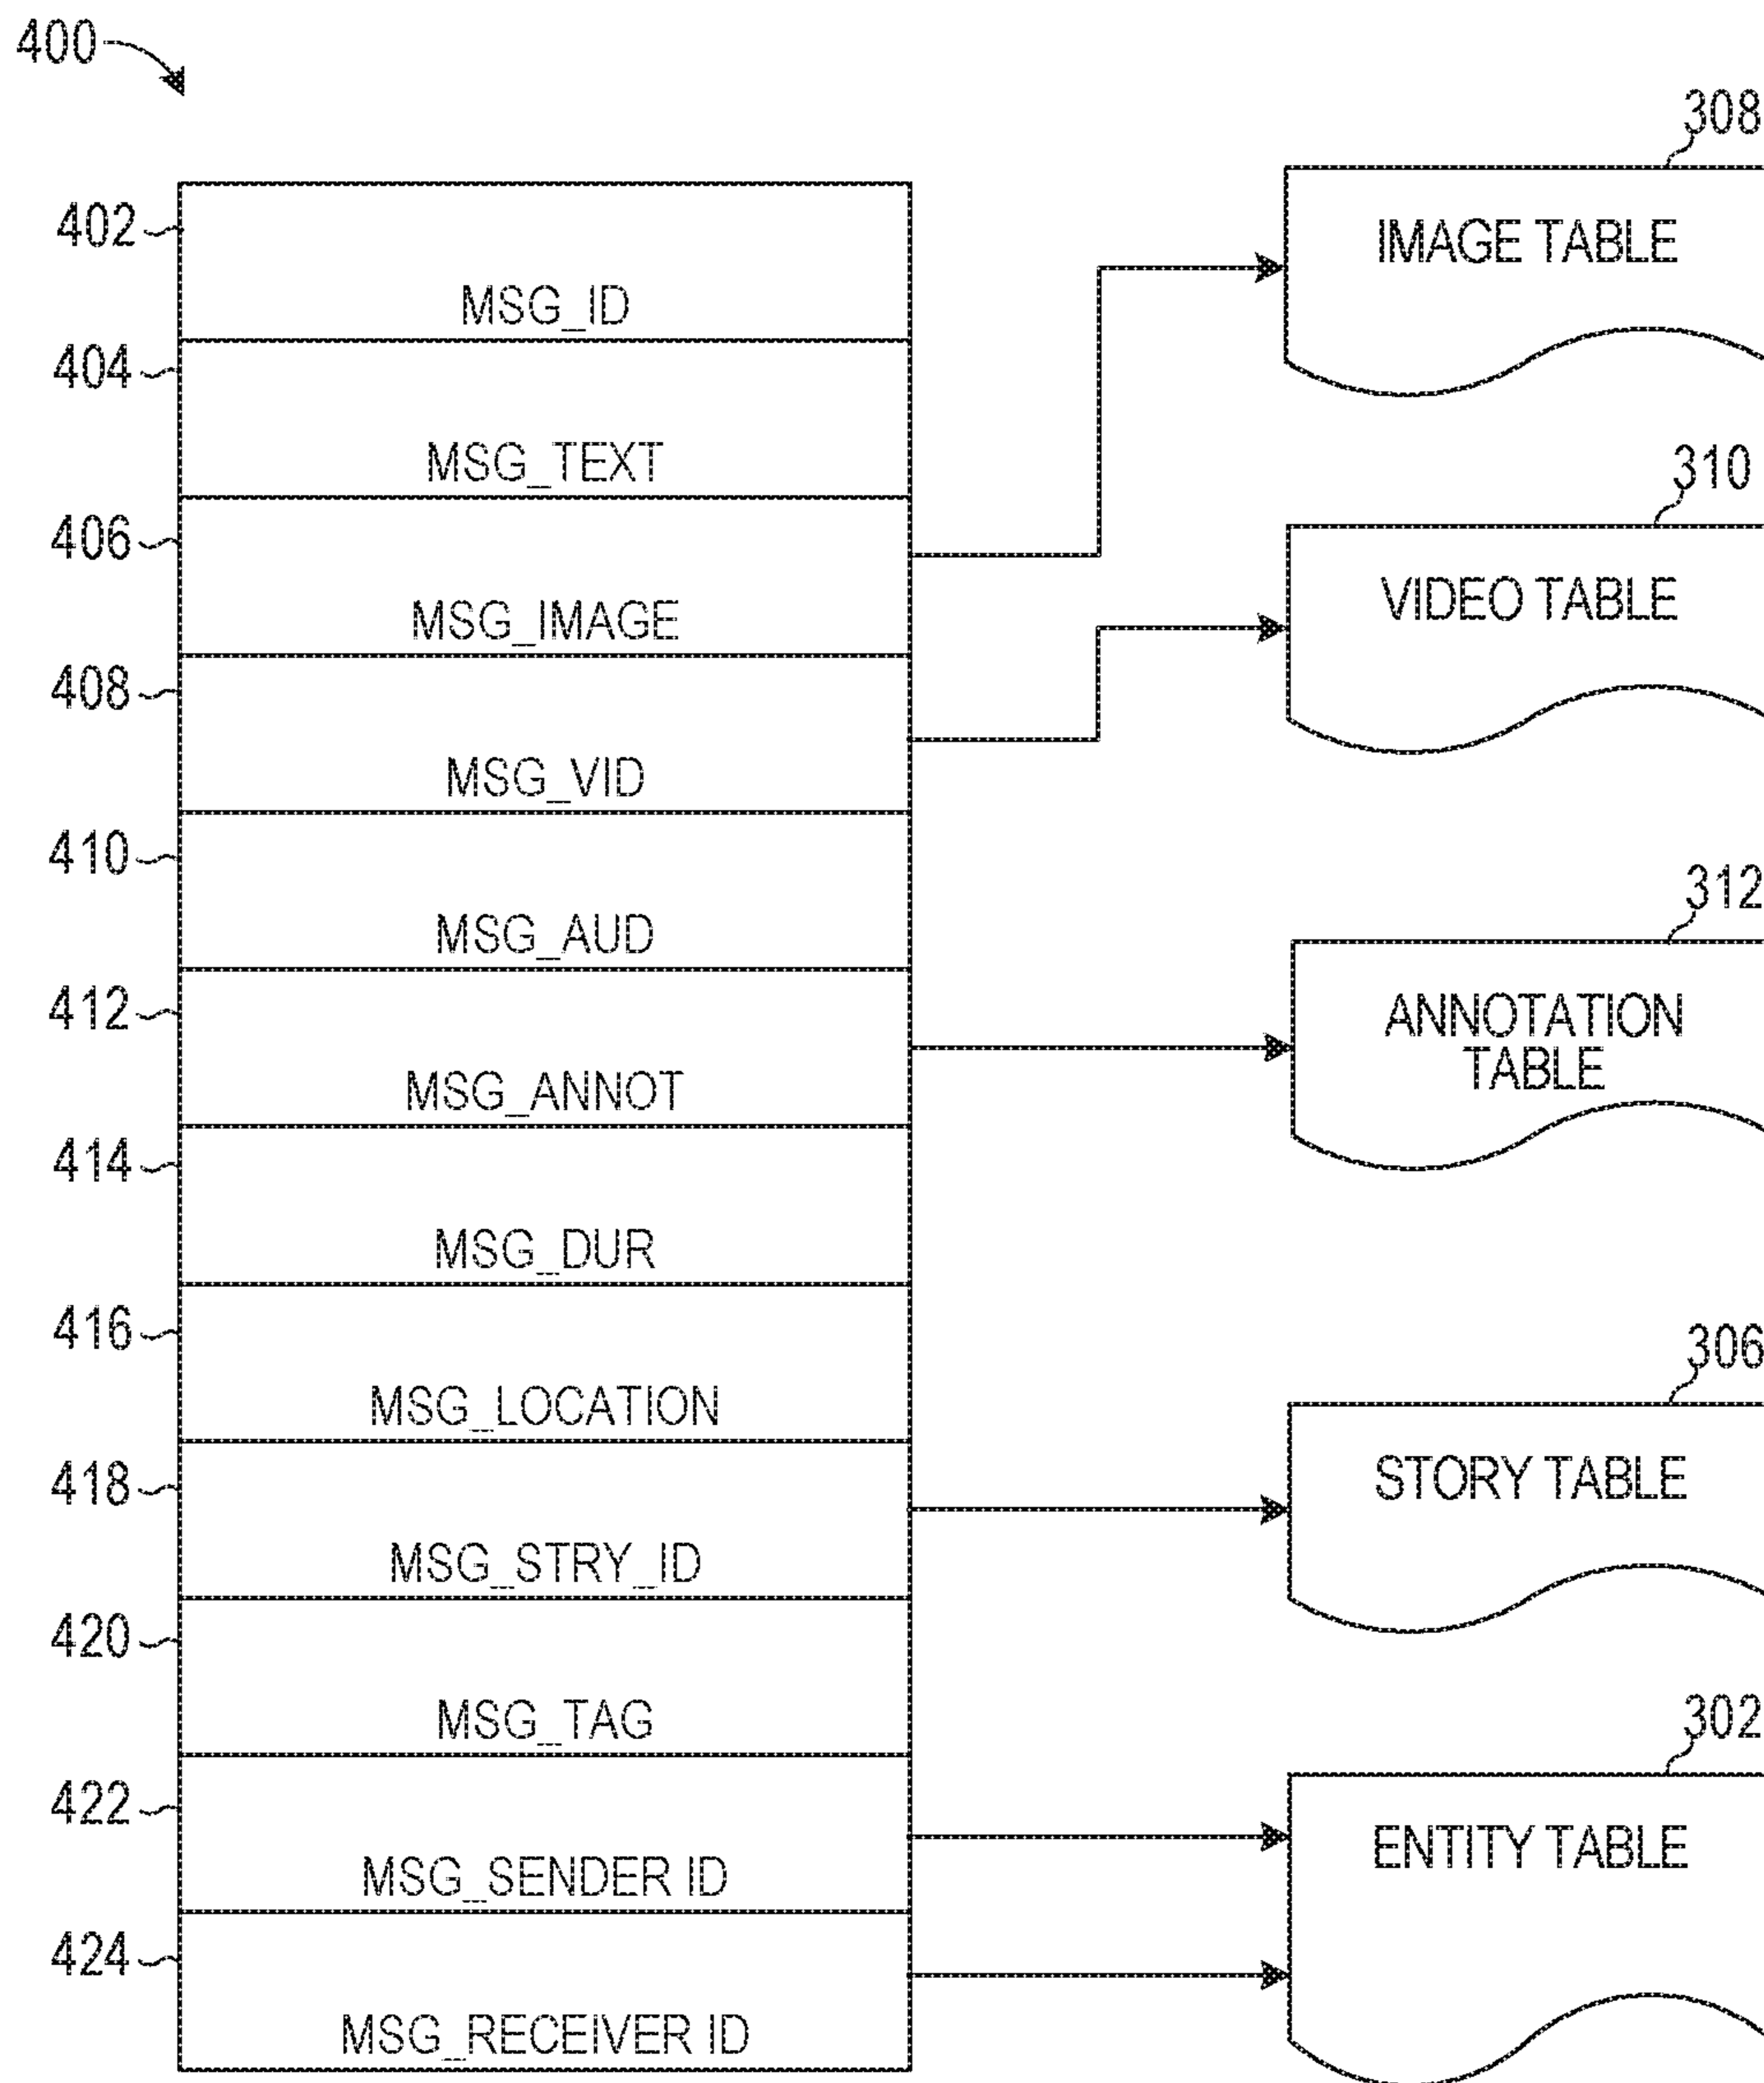 400
308
402
IMAGE TABLE
MSG_ID
404
MSG_TEXT
310
406
VIDEO TABLE
MSG_IMAGE
408
MSG_VID
410
312
MSG_AUD
412
ANNOTATION
TABLE
MSG_ANNOT
414
MSG_DUR
416
306
MSG_LOCATION
418
STORY TABLE
MSG_STRY_ID
420
MSG_TAG
302
422
ENTITY TABLE
MSG_SENDER ID
424
MSG_RECEIVER ID